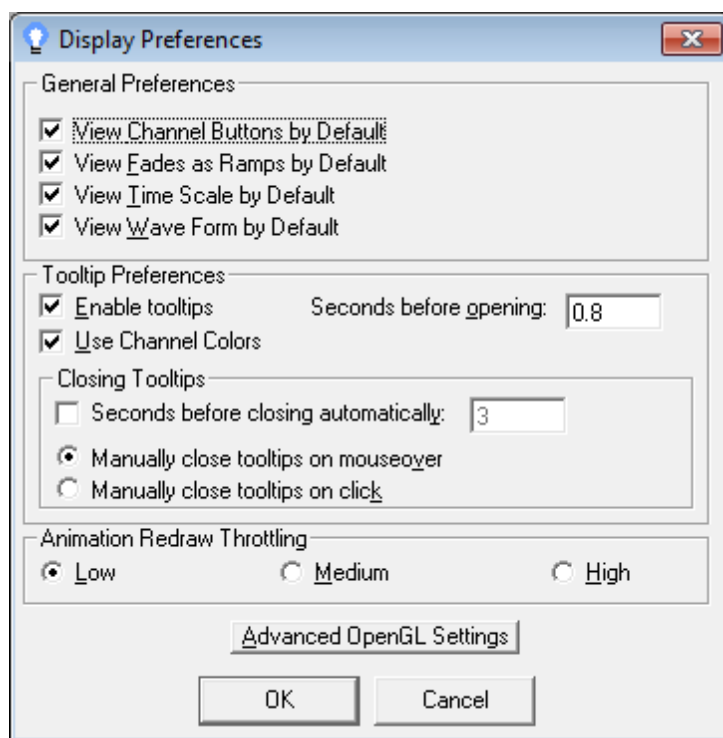 Display Preferences
General Preferences
View Channel Buttons by Default
View Fades as Ramps by Default
View Time Scale by Default
View Wave Form by Default
Tooltip Preferences
Enable tooltips Seconds before opening: 0.8
Use Channel Colors
Closing Tooltips
Seconds before closing automatically: 3
Manually close tooltips on mouseover
Manually close tooltips on click
Animation Redraw Throttling
Low Medium High
Advanced OpenGL Settings
OK Cancel